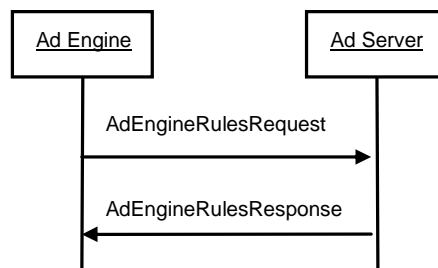 Ad Engine
Ad Server
AdEngineRulesRequest
AdEngineRulesResponse